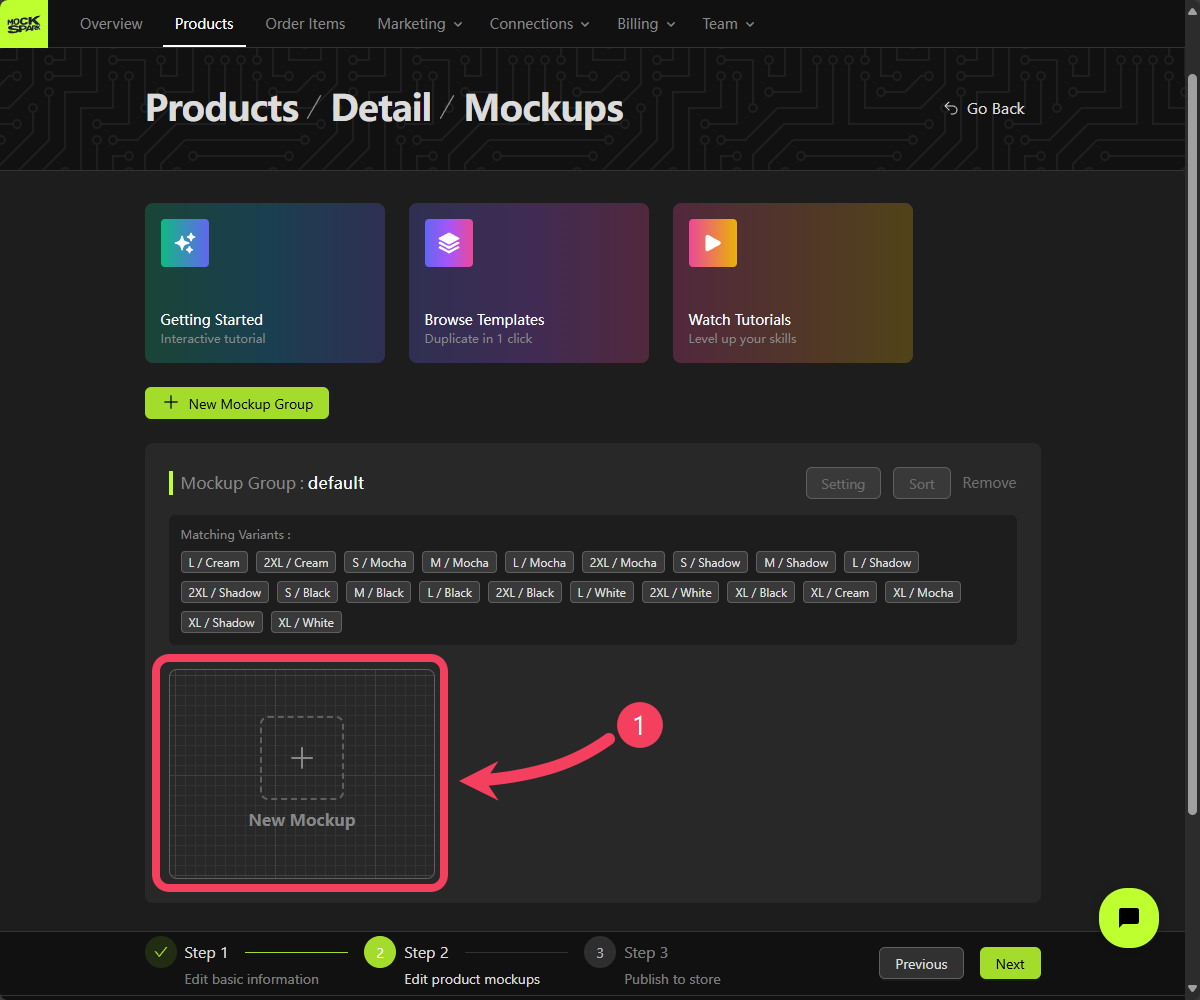 MOCK SPARK
Overview Products Order Items Marketing Connections Billing Team
Products / Detail / Mockups
Go Back
Getting Started
Interactive tutorial
Browse Templates
Duplicate in 1 click
Watch Tutorials
Level up your skills
New Mockup Group
Mockup Group : default
Setting Sort Remove
Matching Variants :
L / Cream 2XL / Cream S / Mocha M / Mocha L / Mocha 2XL / Mocha S / Shadow M / Shadow L / Shadow
2XL / Shadow S / Black M / Black L / Black 2XL / Black L / White 2XL / White XL / Black XL / Cream XL / Mocha
XL / Shadow XL / White
1
New Mockup
Step 1
Edit basic information
2 Step 2
Edit product mockups
3 Step 3
Publish to store
Previous Next